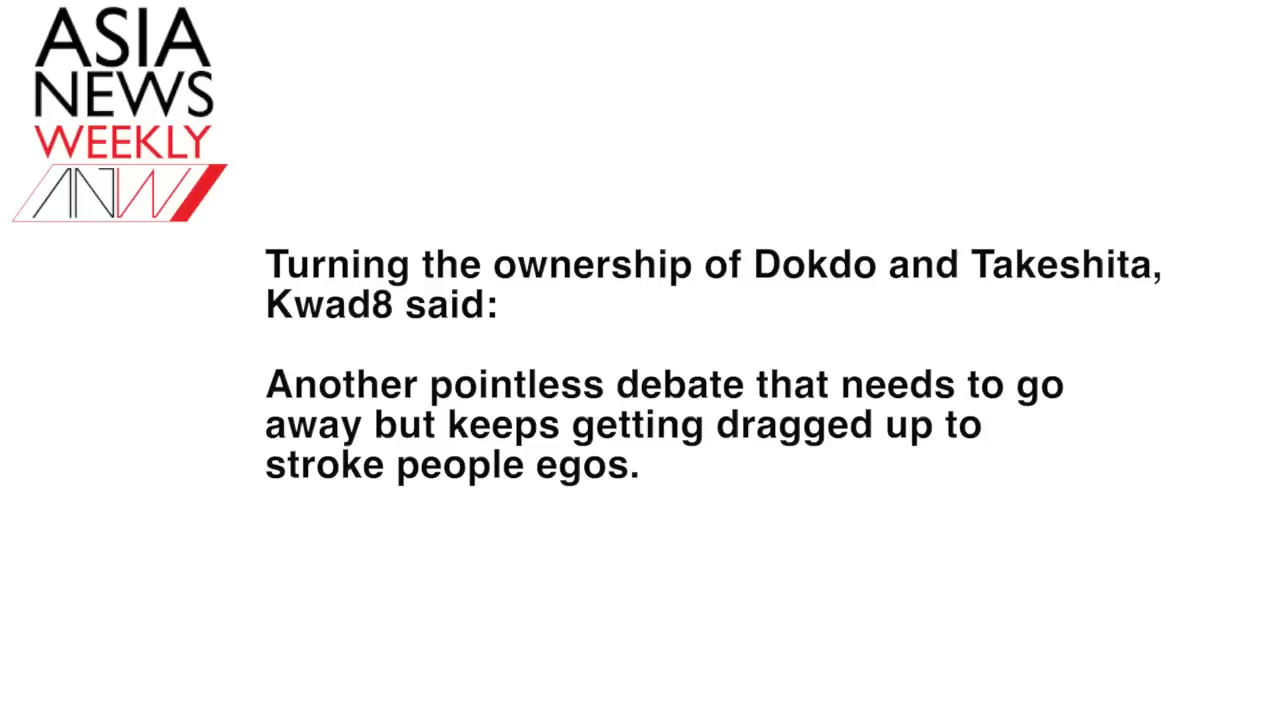 ASIA
NEWS
WEEKLY
ANW
Turning the ownership of Dokdo and Takeshita,
Kwad8 said:
Another pointless debate that needs to go
away but keeps getting dragged up to
stroke people egos.